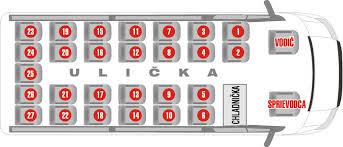 23 19 15 11 7 3 1
VODIČ
24 20 16 12 8 4 2
25 ULIČKA
CHLADNIČKA
26 21 17 13 9 5
SPRIEVODCA
27 22 18 14 10 6